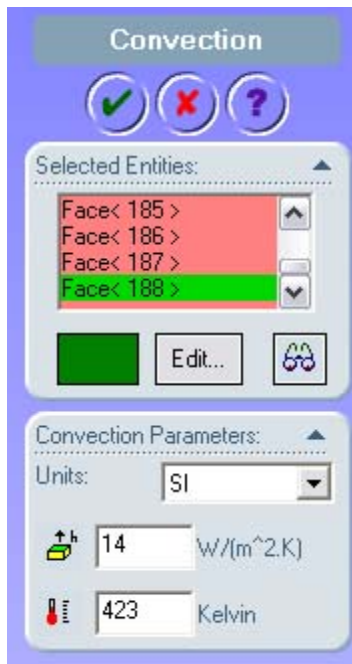 Convection
?
Selected Entities:
Face< 185 >
Face< 186 >
Face< 187 >
Face< 188 >
Edit...
Convection Parameters:
Units: SI
h 14 W/(m^2.K)
423 Kelvin